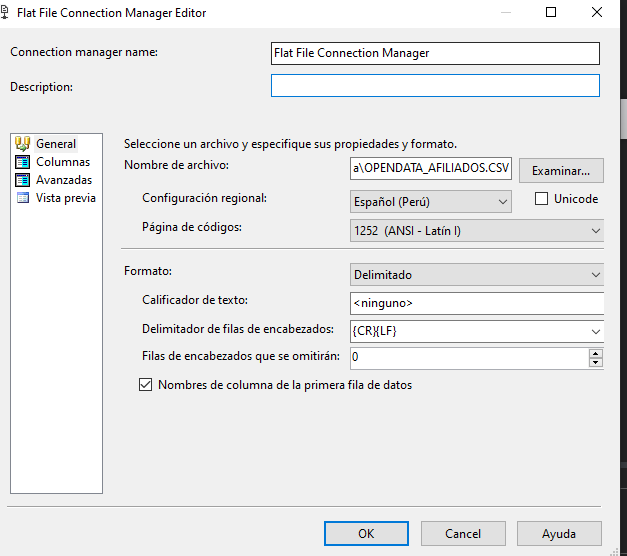 Flat File Connection Manager Editor
Connection manager name: Flat File Connection Manager
Description:
General
Columnas
Avanzadas
Vista previa
Seleccione un archivo y especifique sus propiedades y formato.
Nombre de archivo: a\OPENDATA_AFILIADOS.CSV Examinar...
Configuración regional: Español (Perú) Unicode
Página de códigos: 1252 (ANSI - Latín I)
Formato: Delimitado
Calificador de texto: <ninguno>
Delimitador de filas de encabezados: {CR}{LF}
Filas de encabezados que se omitirán: 0
Nombres de columna de la primera fila de datos
OK Cancel Ayuda